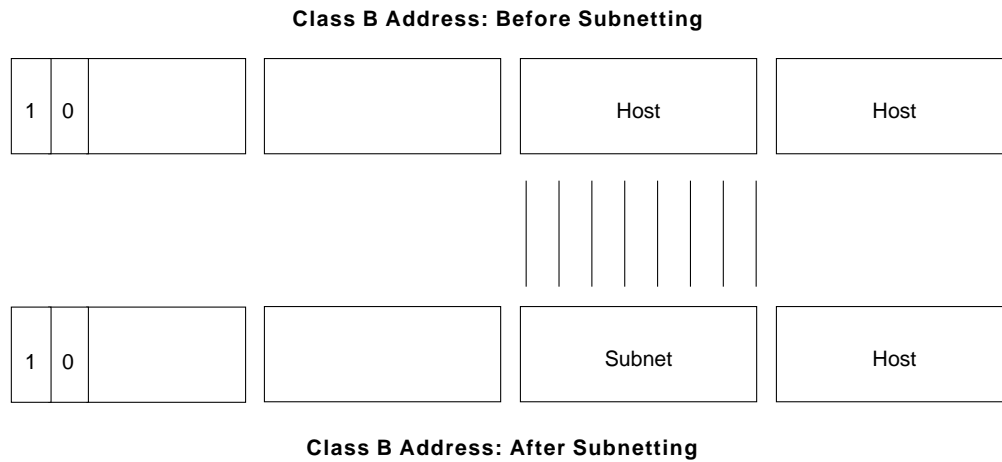 Class B Address: Before Subnetting
1 0 Host Host
1 0 Subnet Host
Class B Address: After Subnetting